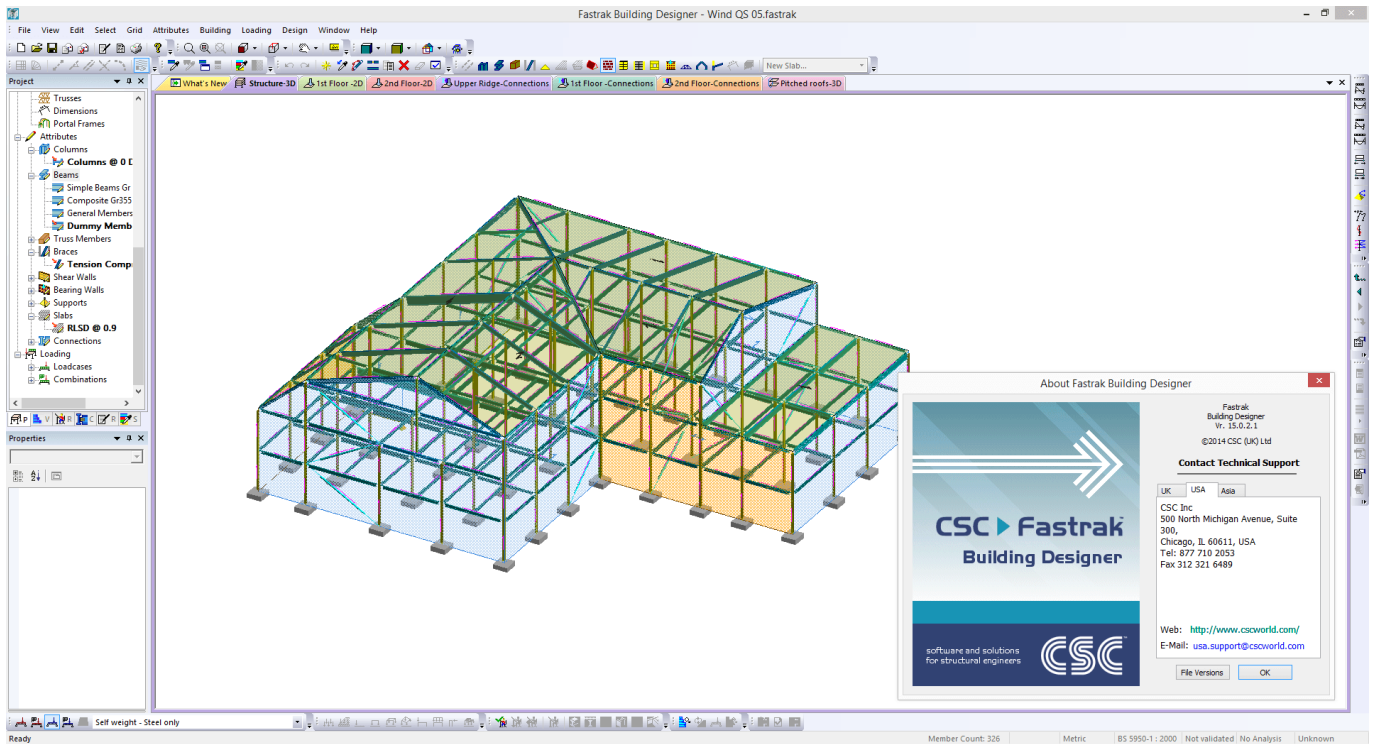 Fastrak Building Designer - Wind QS 05.fastrak
File View Edit Select Grid Attributes Building Loading Design Window Help
New Slab...
Project
What's New Structure-3D 1st Floor -2D 2nd Floor-2D Upper Ridge-Connections 1st Floor -Connections 2nd Floor-Connections Pitched roofs-3D
Trusses
Dimensions
Portal Frames
Attributes
Columns
Columns @ 0 D
Beams
Simple Beams Gr
Composite Gr355
General Members
Dummy Memb
Truss Members
Braces
Tension Comp
Shear Walls
Bearing Walls
Supports
Slabs
RLSD @ 0.9
Connections
Loading
Loadcases
Combinations
P V R C R S
Properties
About Fastrak Building Designer
CSC Fastrak
Building Designer
software and solutions
for structural engineers
CSC
Fastrak
Building Designer
Vr. 15.0.2.1
©2014 CSC (UK) Ltd
Contact Technical Support
UK USA Asia
CSC Inc
500 North Michigan Avenue, Suite
300,
Chicago, IL 60611, USA
Tel: 877 710 2053
Fax 312 321 6489
Web: http://www.cscworld.com/
E-Mail: usa.support@cscworld.com
File Versions OK
Self weight - Steel only
Ready
Member Count: 326 Metric BS 5950-1 : 2000 Not validated No Analysis Unknown